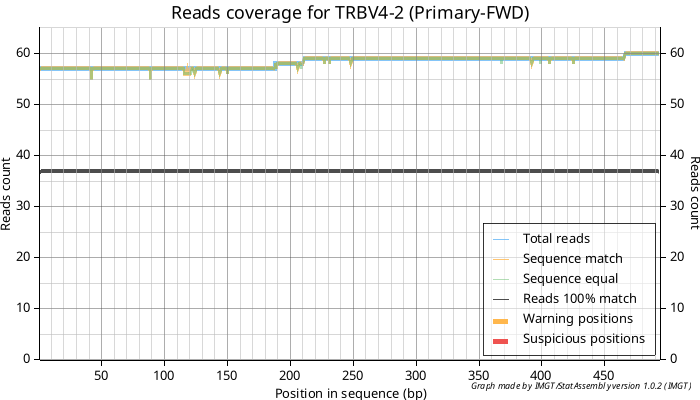 Reads coverage for TRBV4-2 (Primary-FWD)
60
50
40
30
20
10
0
Reads count
60
50
40
30
20
10
0
Reads count
Total reads
Sequence match
Sequence equal
Reads 100% match
Warning positions
Suspicious positions
50 100 150 200 250 300 350 400 450
Position in sequence (bp)
Graph made by IMGT/StatAssembly version 1.0.2 (IMGT)